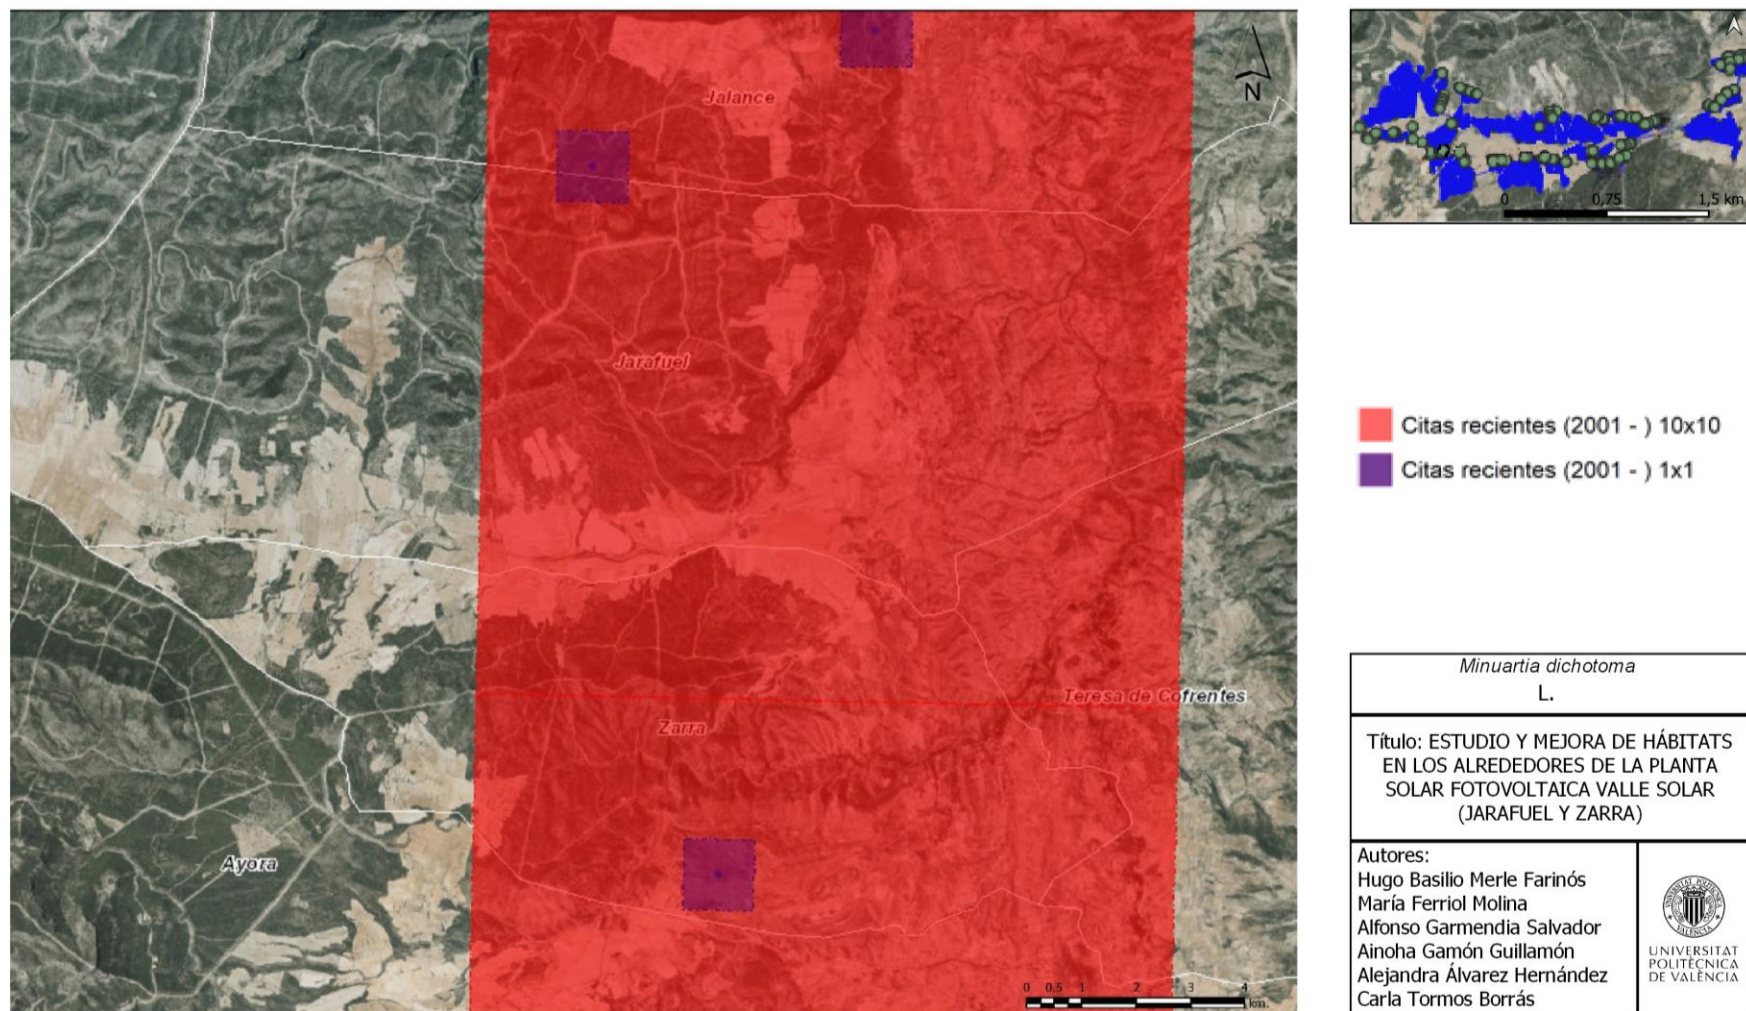 Jalance
N
Jarafuel
Teresa de Cofrentes
Zarra
Ayora
0 0.5 1 2 3 4
km.
0 0,75 1,5 km
Citas recientes (2001 - ) 10x10
Citas recientes (2001 - ) 1x1
Minuartia dichotoma
L.
Título: ESTUDIO Y MEJORA DE HÁBITATS
EN LOS ALREDEDORES DE LA PLANTA
SOLAR FOTOVOLTAICA VALLE SOLAR
(JARAFUEL Y ZARRA)
Autores:
Hugo Basilio Merle Farinós
María Ferriol Molina
Alfonso Garmendia Salvador
Ainoha Gamón Guillamón
Alejandra Álvarez Hernández
Carla Tormos Borrás
UNIVERSITAT
POLITÈCNICA
DE VALÈNCIA